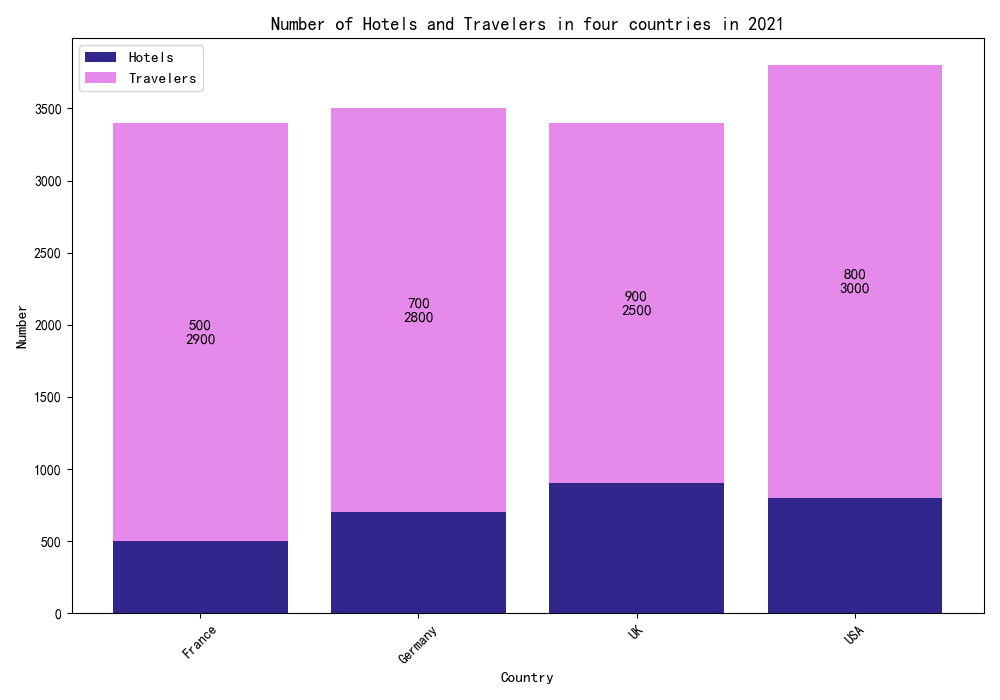 Number of Hotels and Travelers in four countries in 2021
Hotels
Travelers
3500
3000
2500
2000
1500
1000
500
0
Number
500
2900
700
2800
900
2500
800
3000
France
Germany
UK
USA
Country